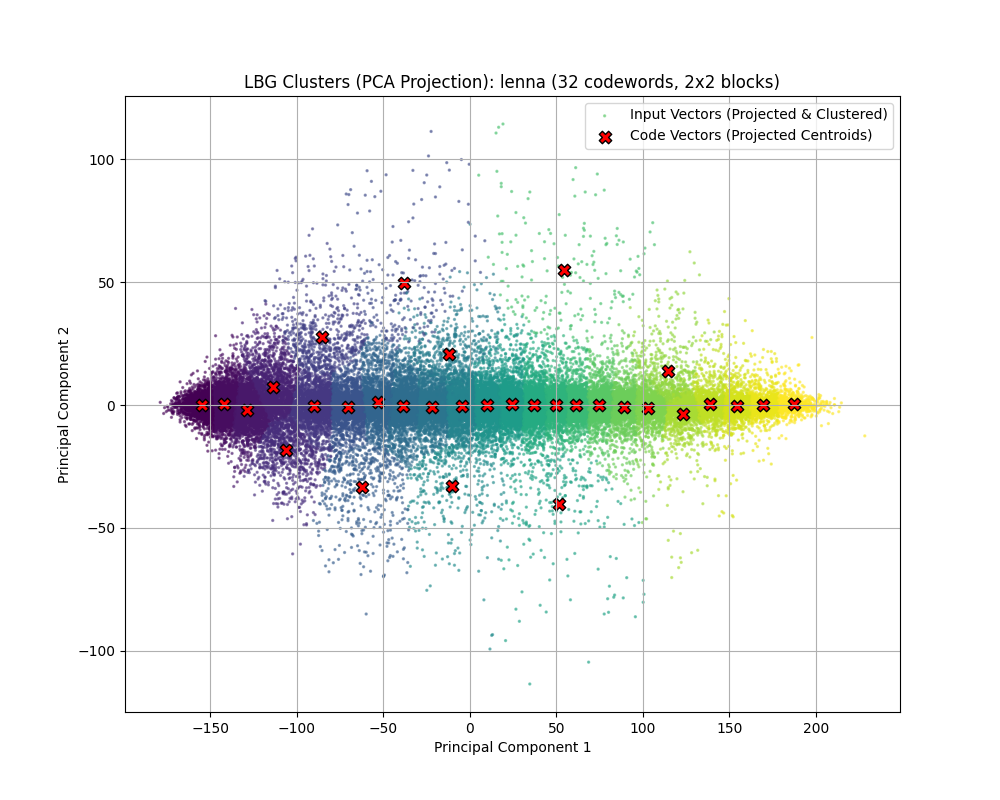 LBG Clusters (PCA Projection): lenna (32 codewords, 2x2 blocks)
Input Vectors (Projected & Clustered)
Code Vectors (Projected Centroids)
Principal Component 2
100
50
0
−50
−100
−150
−100
−50
0
50
100
150
200
Principal Component 1